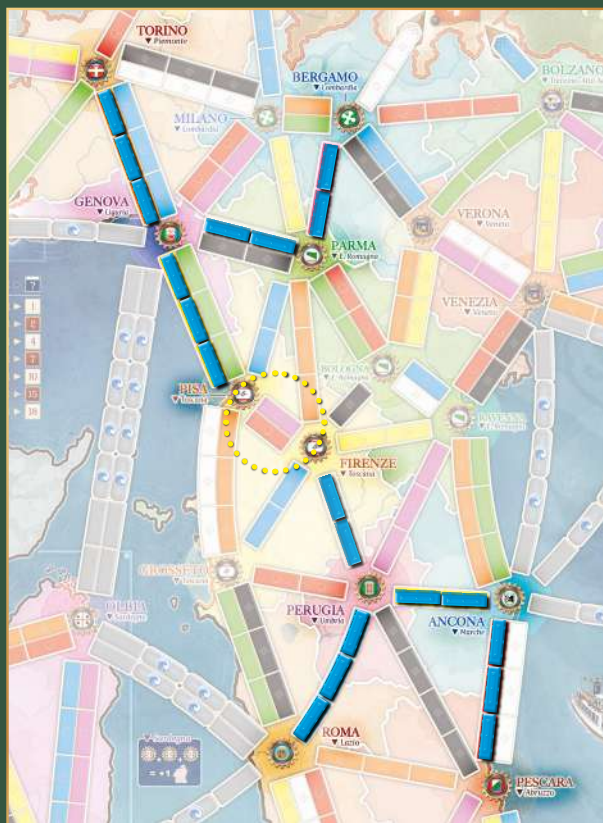 TORINO
▼ Piemonte
BERGAMO
▼ Lombardia
BOLZANO
MILANO
▼ Lombardia
GENOVA
▼ Liguria
VERONA
▼ Veneto
PARMA
▼ E. Romagna
VENEZIA
▼ Veneto
?
1
2
4
7
10
15
18
BOLOGNA
▼ E. Romagna
PISA
▼ Toscana
RAVENNA
▼ E. Romagna
FIRENZE
▼ Toscana
GROSSETO
▼ Toscana
OLBIA
▼ Sardegna
PERUGIA
▼ Umbria
ANCONA
▼ Marche
ROMA
▼ Lazio
▼ Sardegna
= +1
PESCARA
▼ Abruzzo